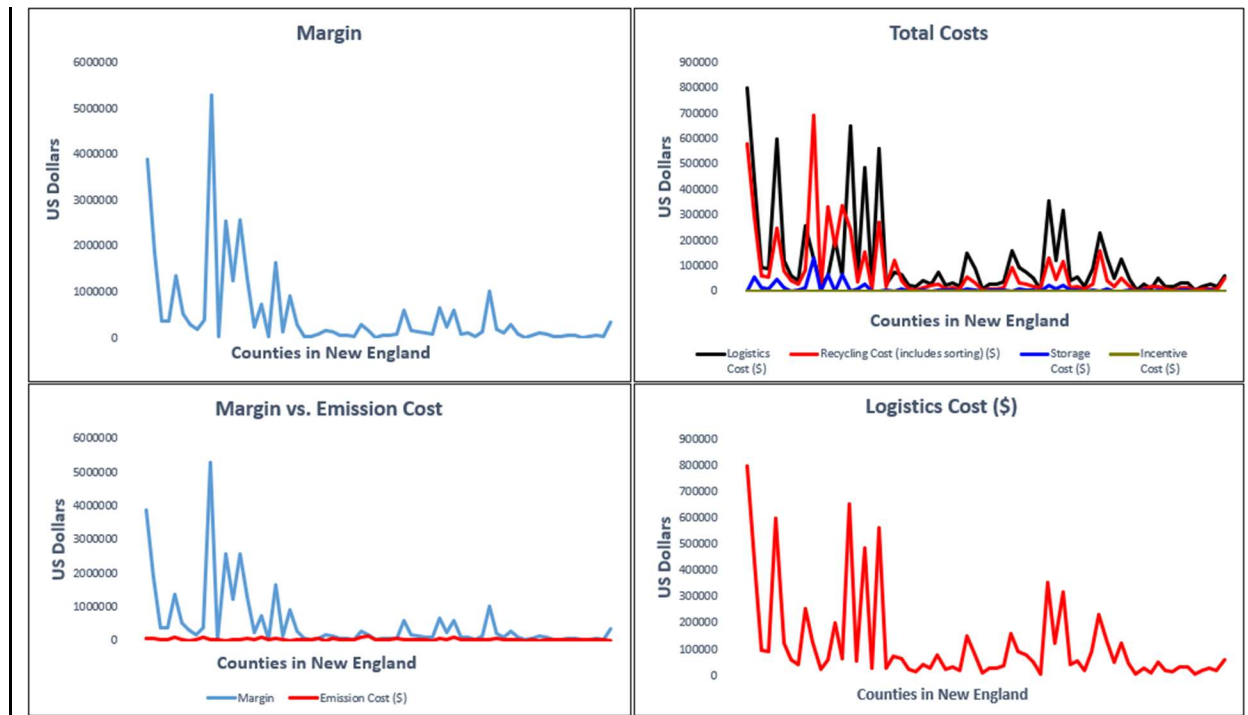 Margin
6000000
5000000
4000000
3000000
2000000
1000000
0
US Dollars
Counties in New England
Total Costs
900000
800000
700000
600000
500000
400000
300000
200000
100000
0
US Dollars
Counties in New England
Logistics
Cost ($)
Recycling Cost (includes sorting) ($)
Storage
Cost ($)
Incentive
Cost ($)
Margin vs. Emission Cost
6000000
5000000
4000000
3000000
2000000
1000000
0
US Dollars
Counties in New England
Margin
Emission Cost ($)
Logistics Cost ($)
900000
800000
700000
600000
500000
400000
300000
200000
100000
0
US Dollars
Counties in New England